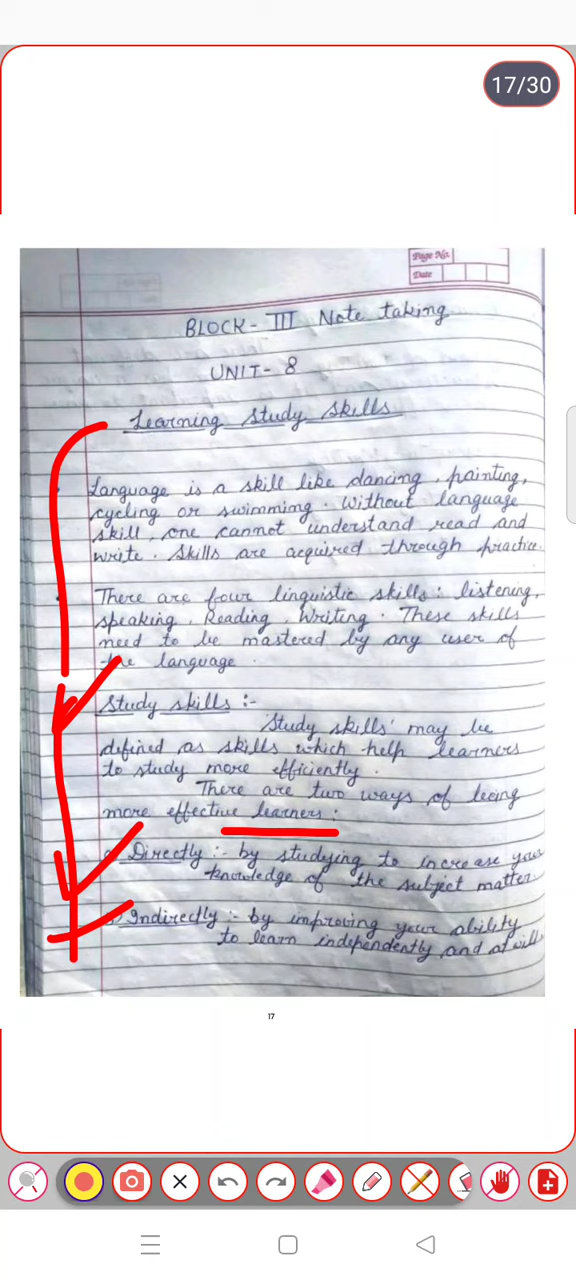 17/30
Page No.
Date
BLOCK - III Note taking
UNIT - 8
Learning Study Skills
Language is a skill like dancing, painting,
cycling or swimming. Without language
skill, one cannot understand read and
write. Skills are acquired through practice.
There are four linguistic skills: listening,
speaking, Reading, Writing. These skills
need to be mastered by any user of
the language.
Study skills :-
'Study skills' may be
defined as skills which help learners
to study more efficiently.
There are two ways of being
more effective learners:
Directly :- by studying to increase your
knowledge of the subject matter.
Indirectly :- by improving your ability
to learn independently and at will
17